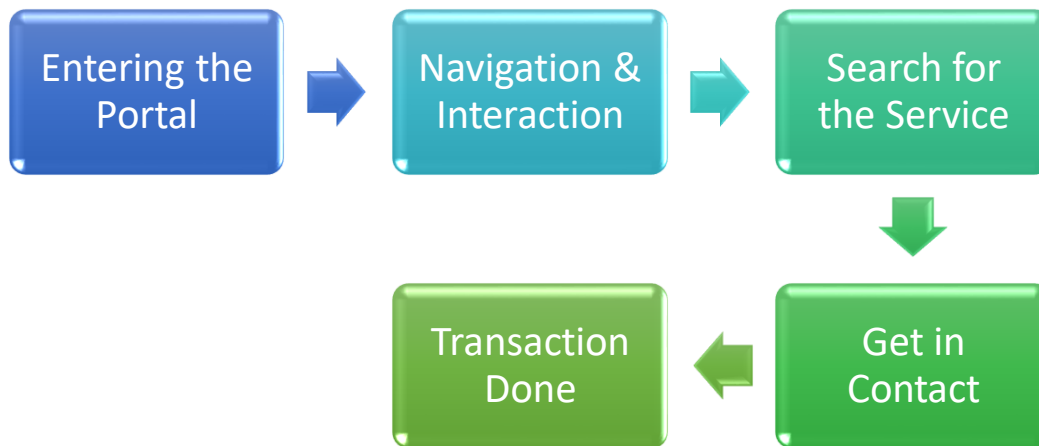 Entering the
Portal
Navigation &
Interaction
Search for
the Service
Get in
Contact
Transaction
Done